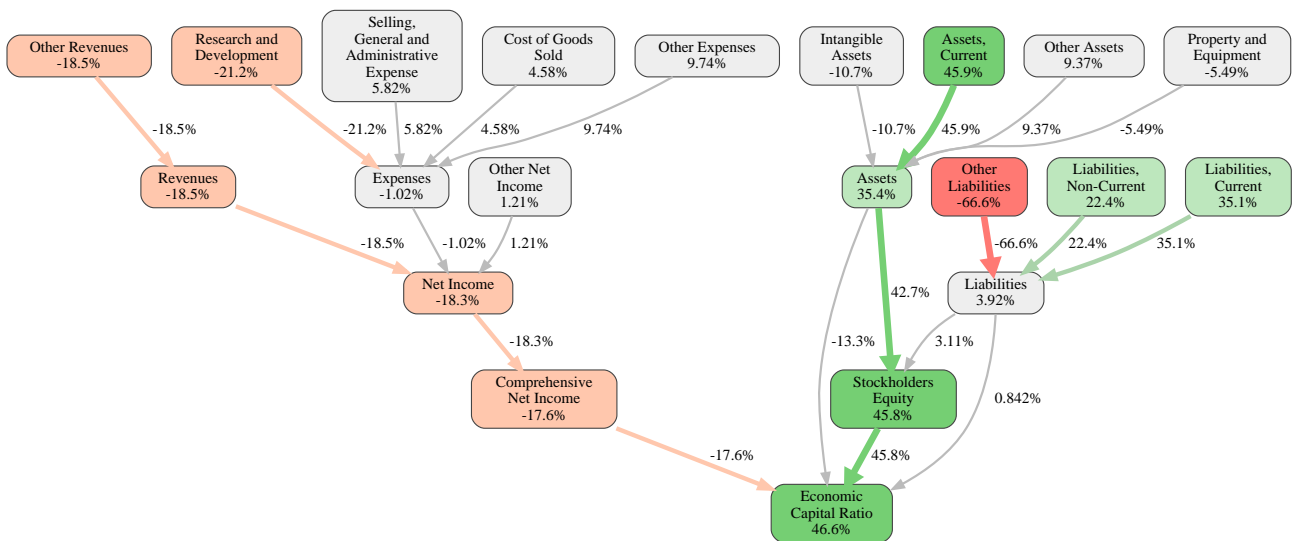 Other Revenues
-18.5%
Research and
Development
-21.2%
Selling,
General and
Administrative
Expense
5.82%
Cost of Goods
Sold
4.58%
Other Expenses
9.74%
Intangible
Assets
-10.7%
Assets,
Current
45.9%
Other Assets
9.37%
Property and
Equipment
-5.49%
-18.5%
-21.2%
5.82%
4.58%
9.74%
-10.7%
45.9%
9.37%
-5.49%
Revenues
-18.5%
Expenses
-1.02%
Other Net
Income
1.21%
Assets
35.4%
Other
Liabilities
-66.6%
Liabilities,
Non-Current
22.4%
Liabilities,
Current
35.1%
-18.5%
-1.02%
1.21%
-66.6%
22.4%
35.1%
Net Income
-18.3%
42.7%
Liabilities
3.92%
-18.3%
-13.3%
3.11%
Comprehensive
Net Income
-17.6%
Stockholders
Equity
45.8%
0.842%
-17.6%
45.8%
Economic
Capital Ratio
46.6%